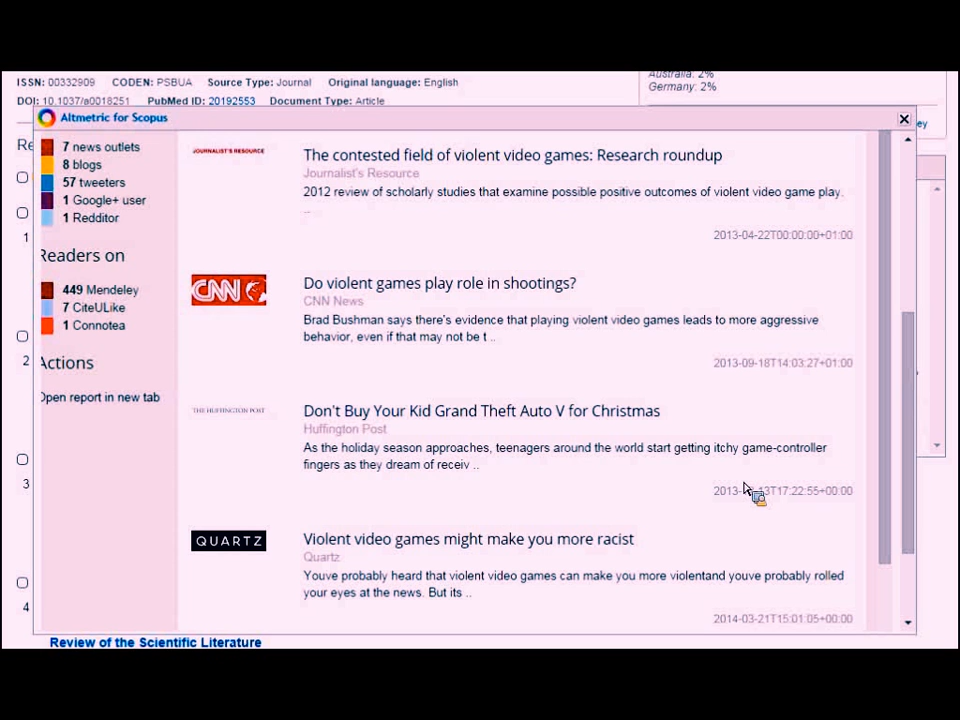 ISSN: 00332909 CODEN: PSBUA Source Type: Journal Original language: English
Australia: 2%
Germany: 2%
DOI: 10.1037/a0018251 PubMed ID: 20192553 Document Type: Article
Altmetric for Scopus
7 news outlets
8 blogs
57 tweeters
1 Google+ user
1 Redditor
Readers on
449 Mendeley
7 CiteULike
1 Connotea
Actions
Open report in new tab
JOURNALIST'S RESOURCE
The contested field of violent video games: Research roundup
Journalist's Resource
2012 review of scholarly studies that examine possible positive outcomes of violent video game play.
..
2013-04-22T00:00:00+01:00
CNN
Do violent games play role in shootings?
CNN News
Brad Bushman says there's evidence that playing violent video games leads to more aggressive
behavior, even if that may not be t ..
2013-09-18T14:03:27+01:00
THE HUFFINGTON POST
Don't Buy Your Kid Grand Theft Auto V for Christmas
Huffington Post
As the holiday season approaches, teenagers around the world start getting itchy game-controller
fingers as they dream of receiv ..
QUARTZ
Violent video games might make you more racist
Quartz
Youve probably heard that violent video games can make you more violentand youve probably rolled
your eyes at the news. But its ..
2014-03-21T15:01:05+00:00
1
2
3
4
Review of the Scientific Literature